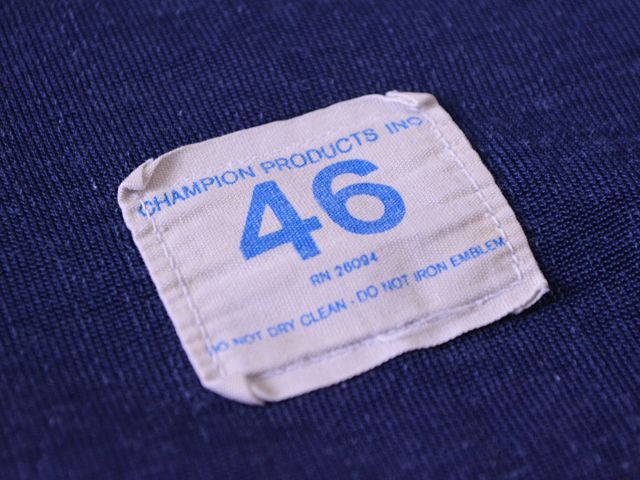 CHAMPION PRODUCTS INC
46
RN 26094
DO NOT DRY CLEAN - DO NOT IRON EMBLEM